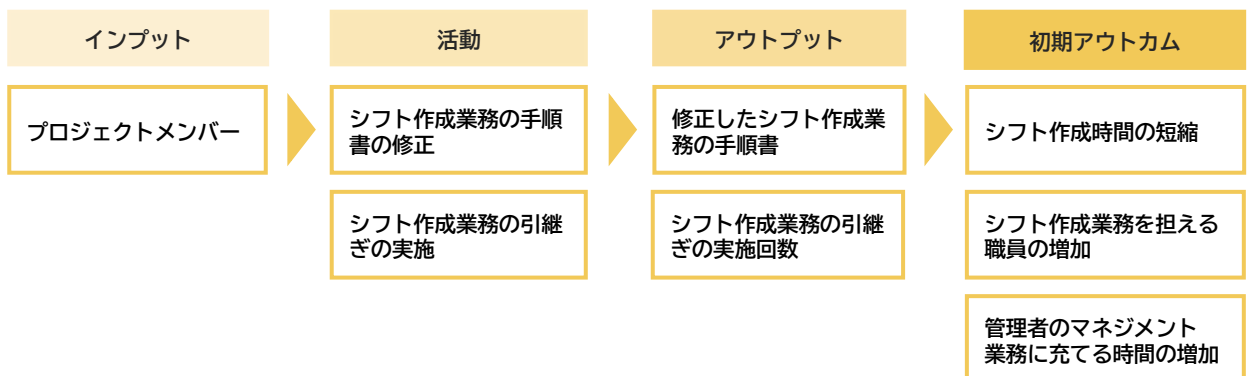 インプット
活動
アウトプット
初期アウトカム
プロジェクトメンバー
シフト作成業務の手順
書の修正
修正したシフト作成業
務の手順書
シフト作成時間の短縮
シフト作成業務の引継
ぎの実施
シフト作成業務の引継
ぎの実施回数
シフト作成業務を担える
職員の増加
管理者のマネジメント
業務に充てる時間の増加